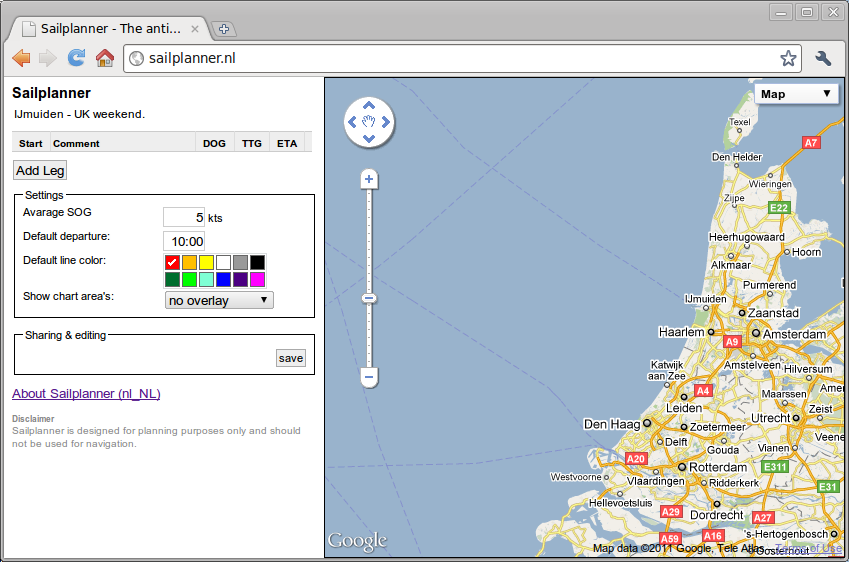 Sailplanner - The anti...
sailplanner.nl
Sailplanner
IJmuiden - UK weekend.
Start Comment DOG TTG ETA
Add Leg
Settings
Avarage SOG 5 kts
Default departure: 10:00
Default line color:
Show chart area's: no overlay
Sharing & editing
save
About Sailplanner (nl_NL)
Disclaimer
Sailplanner is designed for planning purposes only and should
not be used for navigation.
Map
Texel
A7
Den Helder
Wieringen
Zijpe
E22
Heerhugowaard
Hoorn
Alkmaar
Purmerend
IJmuiden
Zaanstad
Haarlem
Amsterdam
A9
Amstelveen
Hilversum
Katwijk
aan Zee
A4
Almer
Maarssen
Leiden
Zeist
Utrecht
Den Haag
Zoetermeer
Veene
Delft
Gouda
Vianen
A20
Rotterdam
E311
Westvoorne
Vlaardingen
Ridderkerk
E31
Hellevoetsluis
Dordrecht
A29
A27
's-Hertogenbosch
A59
A16
Oosterhout
Google
Map data ©2011 Google, Tele Atlas - Terms of Use